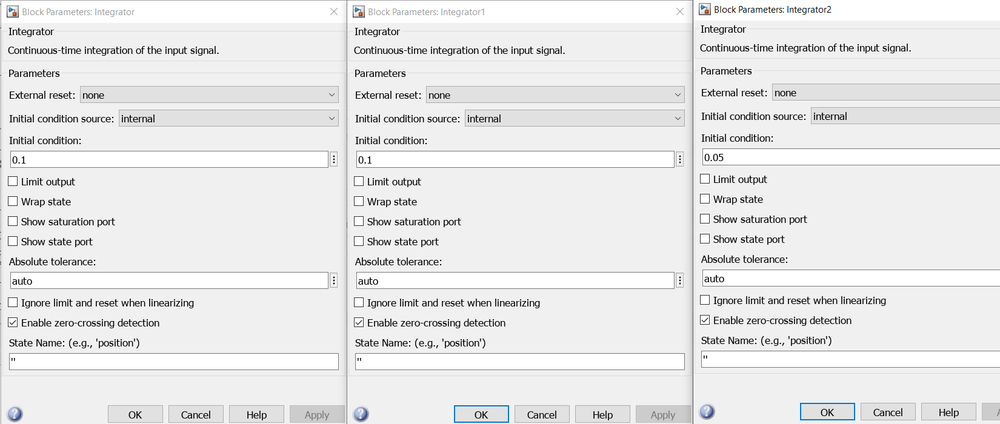 Block Parameters: Integrator
Integrator
Continuous-time integration of the input signal.
Parameters
External reset: none
Initial condition source: internal
Initial condition:
0.1
Limit output
Wrap state
Show saturation port
Show state port
Absolute tolerance:
auto
Ignore limit and reset when linearizing
Enable zero-crossing detection
State Name: (e.g., 'position')
''
OK Cancel Help Apply
Block Parameters: Integrator1
Integrator
Continuous-time integration of the input signal.
Parameters
External reset: none
Initial condition source: internal
Initial condition:
0.1
Limit output
Wrap state
Show saturation port
Show state port
Absolute tolerance:
auto
Ignore limit and reset when linearizing
Enable zero-crossing detection
State Name: (e.g., 'position')
''
OK Cancel Help Apply
Block Parameters: Integrator2
Integrator
Continuous-time integration of the input signal.
Parameters
External reset: none
Initial condition source: internal
Initial condition:
0.05
Limit output
Wrap state
Show saturation port
Show state port
Absolute tolerance:
auto
Ignore limit and reset when linearizing
Enable zero-crossing detection
State Name: (e.g., 'position')
''
OK Cancel Help